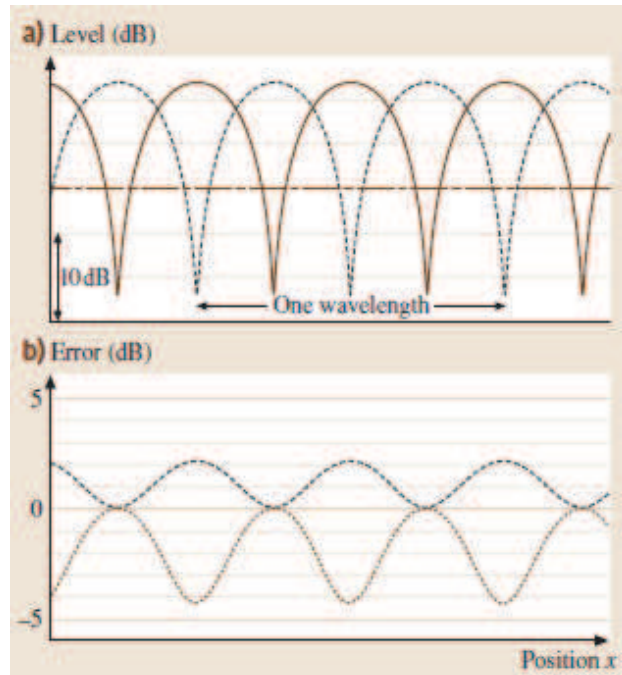 a) Level (dB)
10 dB
One wavelength
b) Error (dB)
5
0
–5
Position x